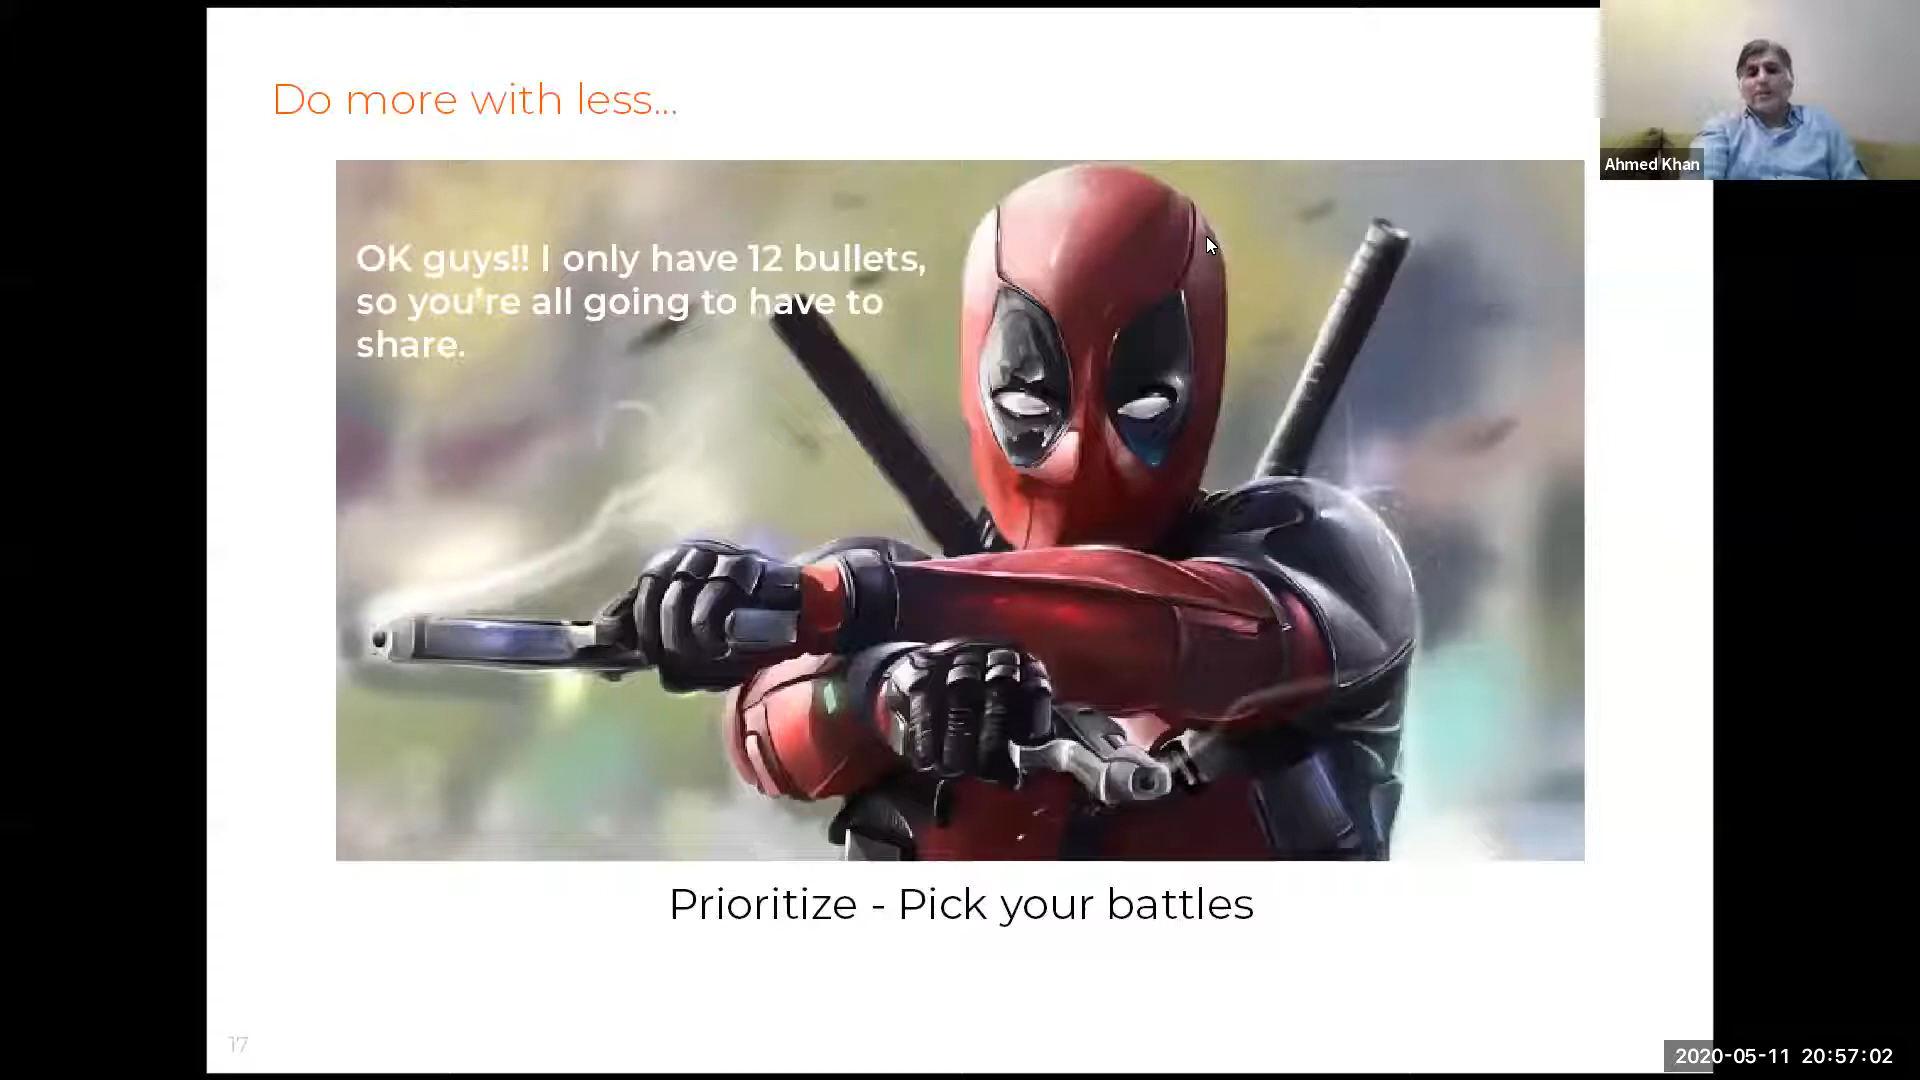 Do more with less...
Ahmed Khan
OK guys!! I only have 12 bullets,
so you're all going to have to
share.
Prioritize - Pick your battles
17
2020-05-11 20:57:02